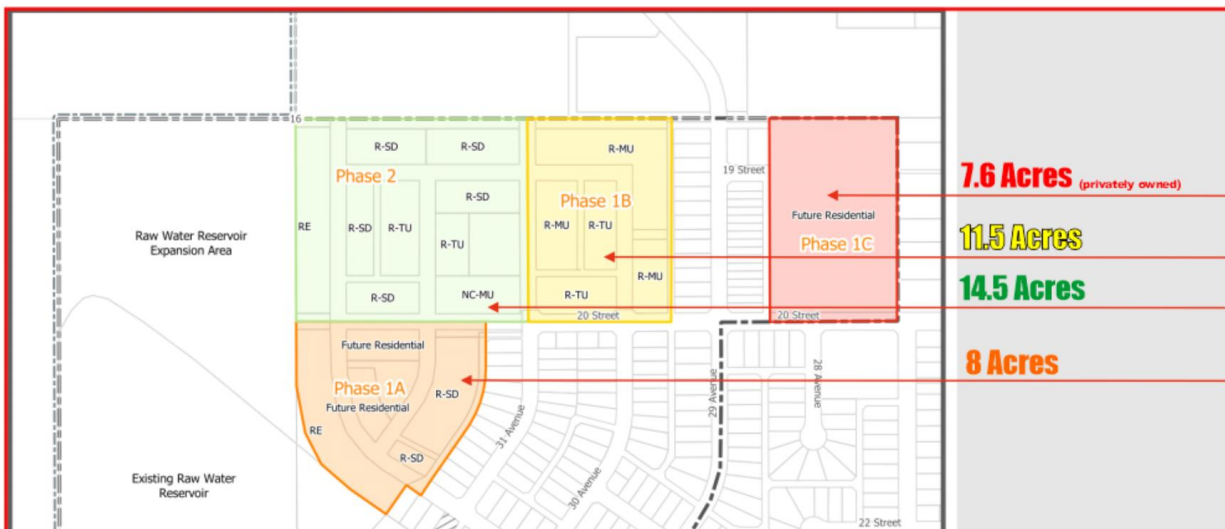 16
R-SD
R-SD
Phase 2
R-MU
19 Street
7.6 Acres (privately owned)
R-SD
Phase 1B
RE
R-SD
R-TU
R-MU
R-TU
Future Residential
Raw Water Reservoir
Expansion Area
R-TU
Phase 1C
11.5 Acres
R-MU
R-SD
NC-MU
R-TU
14.5 Acres
20 Street
20 Street
Future Residential
8 Acres
Phase 1A
R-SD
Future Residential
28 Avenue
29 Avenue
RE
31 Avenue
R-SD
30 Avenue
Existing Raw Water
Reservoir
22 Street